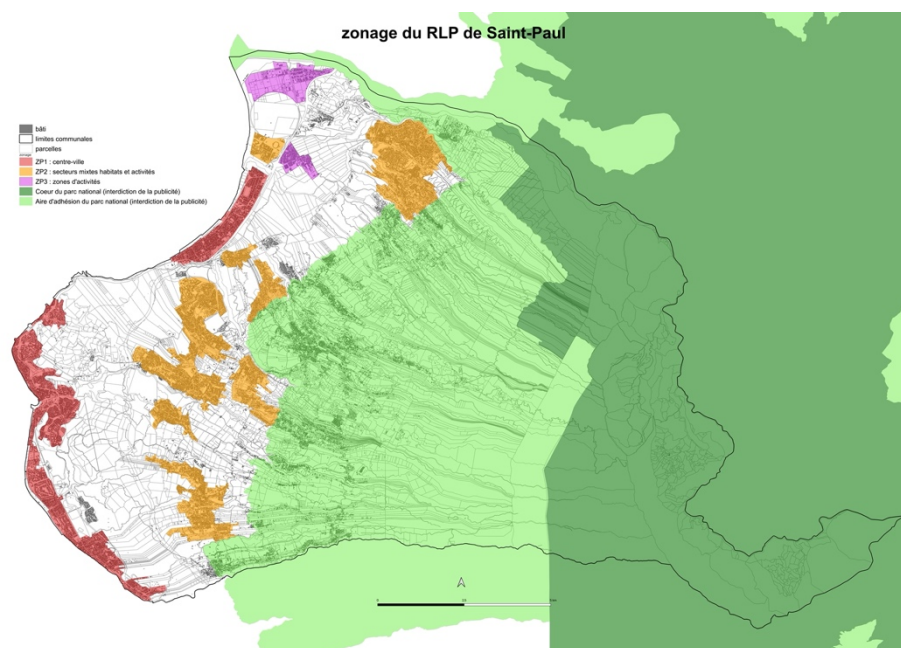 zonage du RLP de Saint-Paul
bâti
limites communales
parcelles
ZP1 : centre-ville
ZP2 : secteurs mixtes habitats et activités
ZP3 : zones d'activités
Coeur du parc national (interdiction de la publicité)
Aire d'adhésion du parc national (interdiction de la publicité)